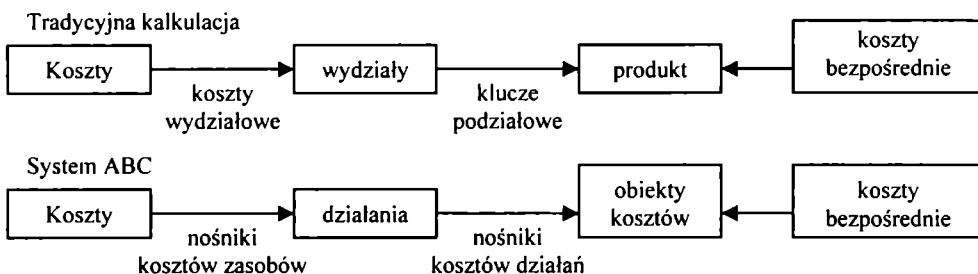 Tradycyjna kalkulacja
Koszty
koszty
wydziałowe
wydziały
klucze
podziałowe
produkt
koszty
bezpośrednie
System ABC
Koszty
nośniki
kosztów zasobów
działania
nośniki
kosztów działań
obiekty
kosztów
koszty
bezpośrednie